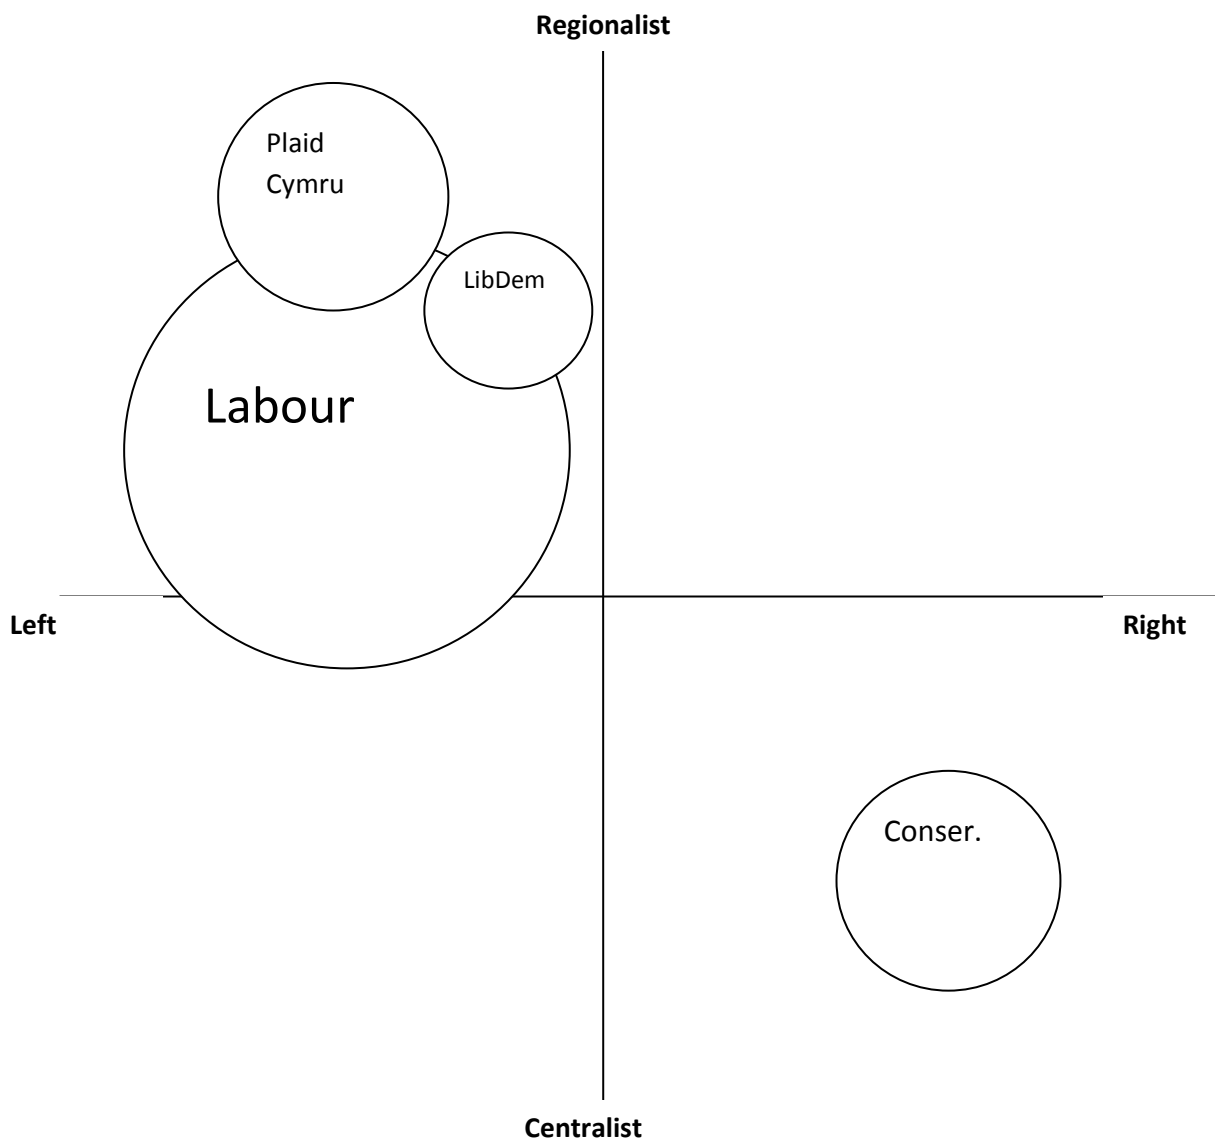 Regionalist
Plaid
Cymru
LibDem
Labour
Left
Right
Conser.
Centralist